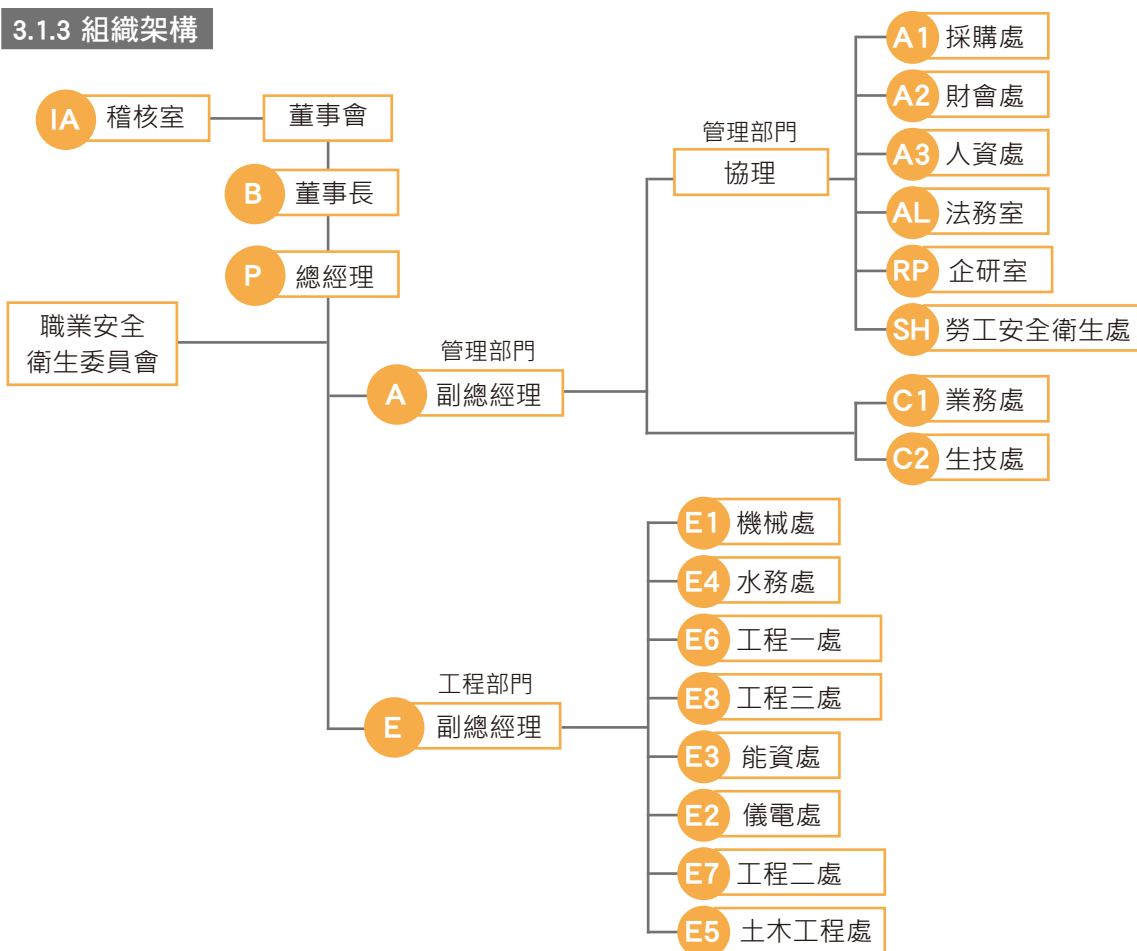 3.1.3 組織架構
IA 稽核室
董事會
B 董事長
P 總經理
職業安全
衛生委員會
管理部門
A 副總經理
管理部門
協理
A1 採購處
A2 財會處
A3 人資處
AL 法務室
RP 企研室
SH 勞工安全衛生處
C1 業務處
C2 生技處
工程部門
E 副總經理
E1 機械處
E4 水務處
E6 工程一處
E8 工程三處
E3 能資處
E2 儀電處
E7 工程二處
E5 土木工程處